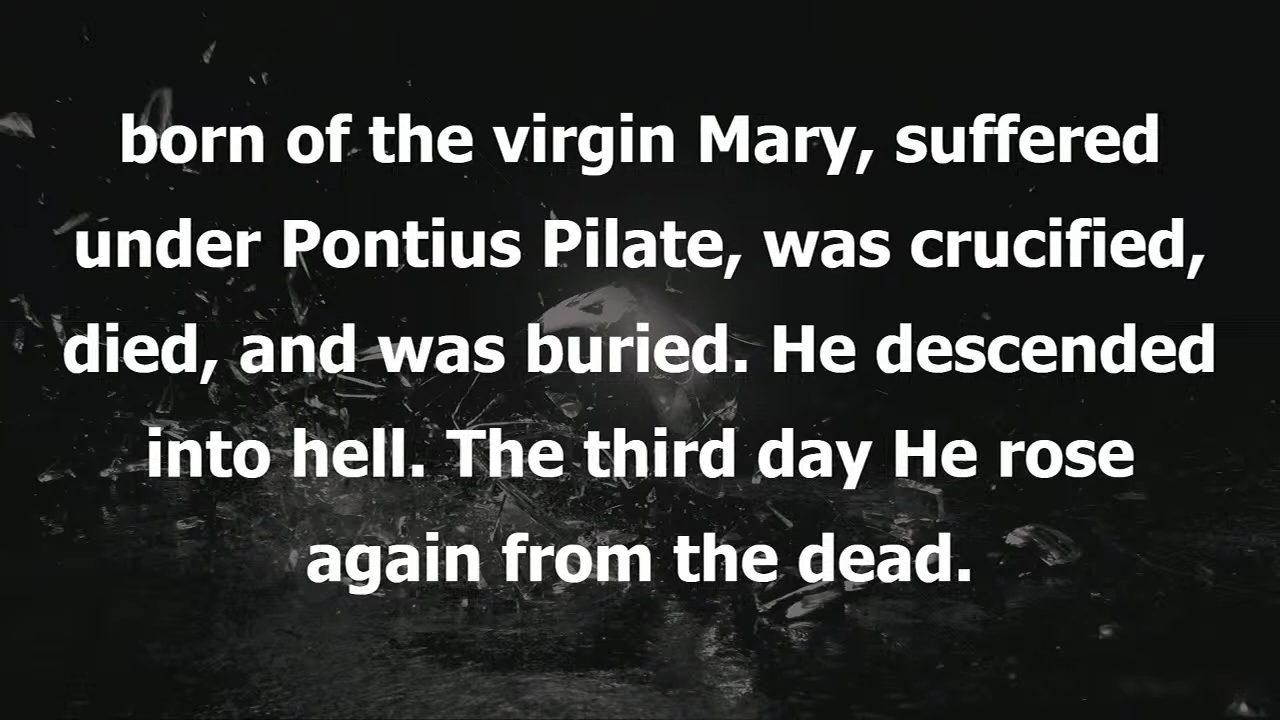 born of the virgin Mary, suffered
under Pontius Pilate, was crucified,
died, and was buried. He descended
into hell. The third day He rose
again from the dead.